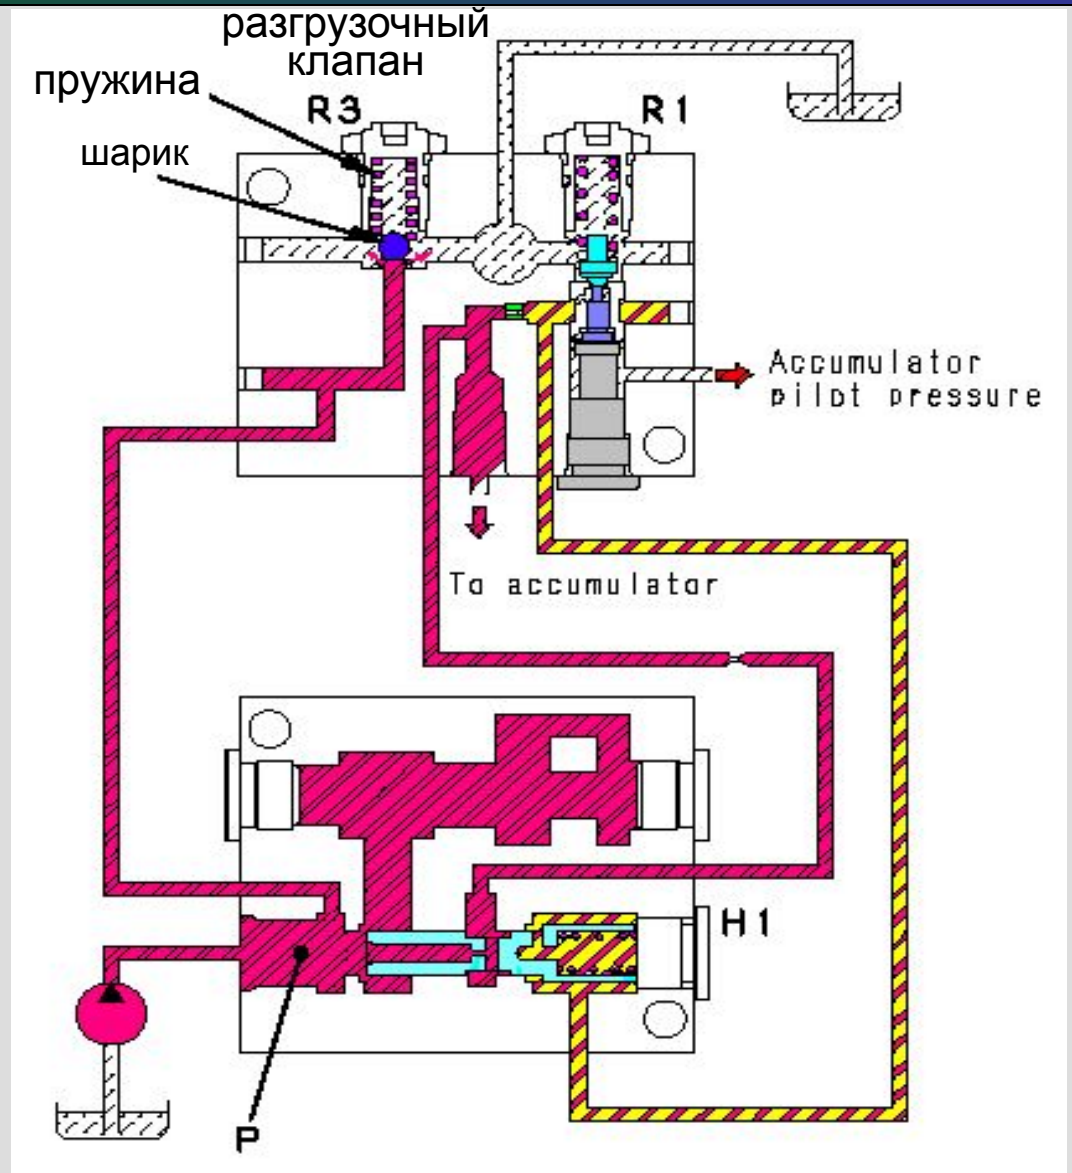 разгрузочный
клапан
пружина
R3
R1
шарик
Accumulator
pilot pressure
To accumulator
H1
P